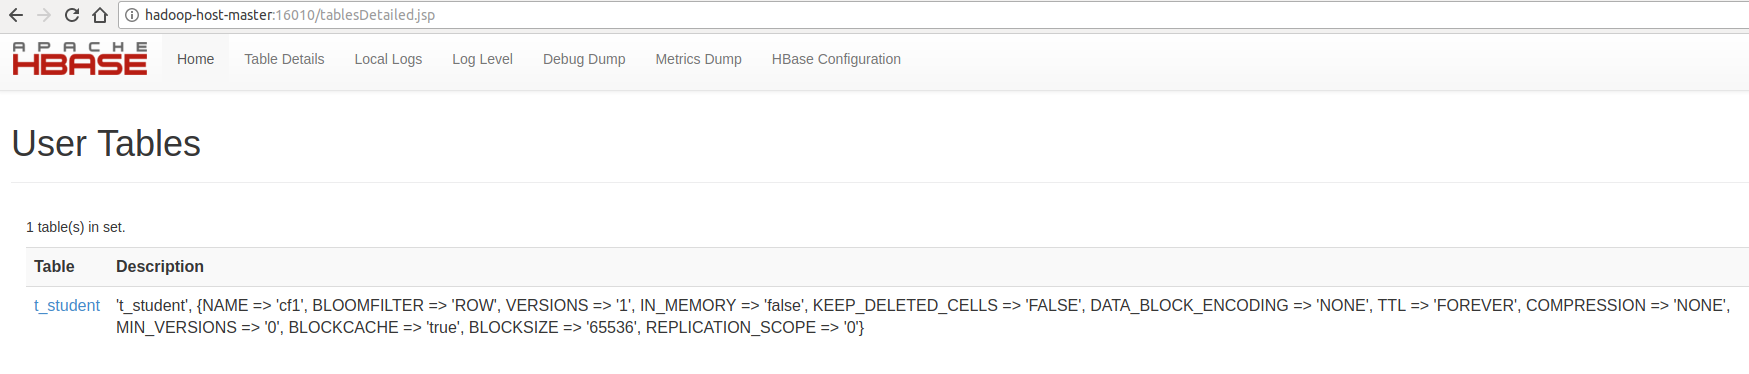 hadoop-host-master:16010/tablesDetailed.jsp
APACHE
HBASE
Home Table Details Local Logs Log Level Debug Dump Metrics Dump HBase Configuration
User Tables
1 table(s) in set.
Table Description
t_student 't_student', {NAME => 'cf1', BLOOMFILTER => 'ROW', VERSIONS => '1', IN_MEMORY => 'false', KEEP_DELETED_CELLS => 'FALSE', DATA_BLOCK_ENCODING => 'NONE', TTL => 'FOREVER', COMPRESSION => 'NONE',
MIN_VERSIONS => '0', BLOCKCACHE => 'true', BLOCKSIZE => '65536', REPLICATION_SCOPE => '0'}